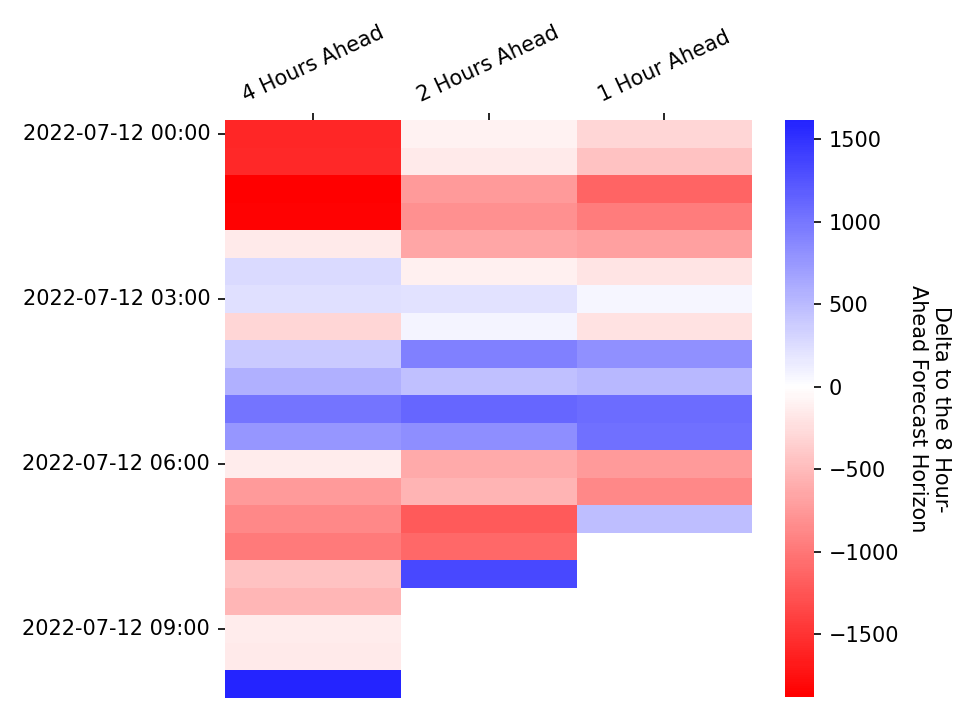 4 Hours Ahead
2 Hours Ahead
1 Hour Ahead
2022-07-12 00:00
2022-07-12 03:00
2022-07-12 06:00
2022-07-12 09:00
1500
1000
500
0
−500
−1000
−1500
Delta to the 8 Hour-
Ahead Forecast Horizon